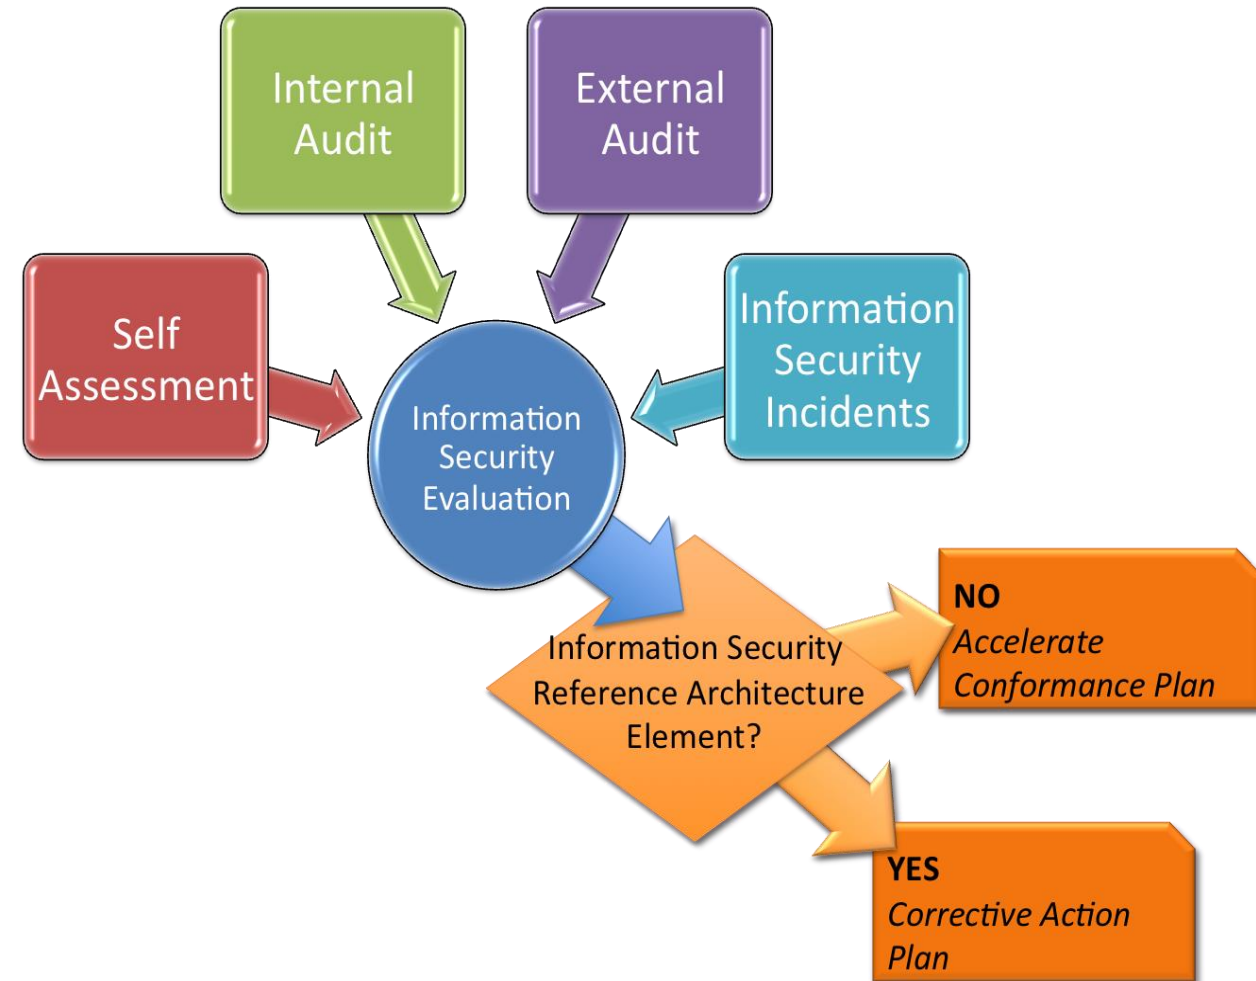 Internal
Audit
External
Audit
Self
Assessment
Information
Security
Incidents
Information
Security
Evaluation
Information Security
Reference Architecture
Element?
NO
Accelerate
Conformance Plan
YES
Corrective Action
Plan